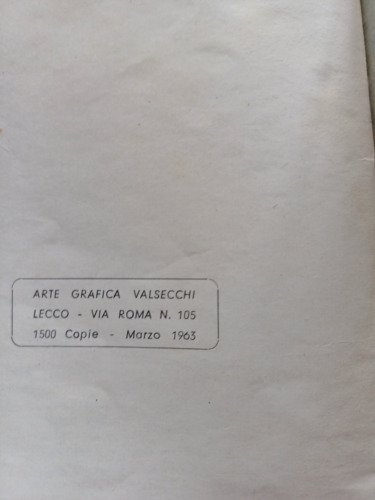 ARTE GRAFICA VALSECCHI
LECCO - VIA ROMA N. 105
1500 Copie - Marzo 1963